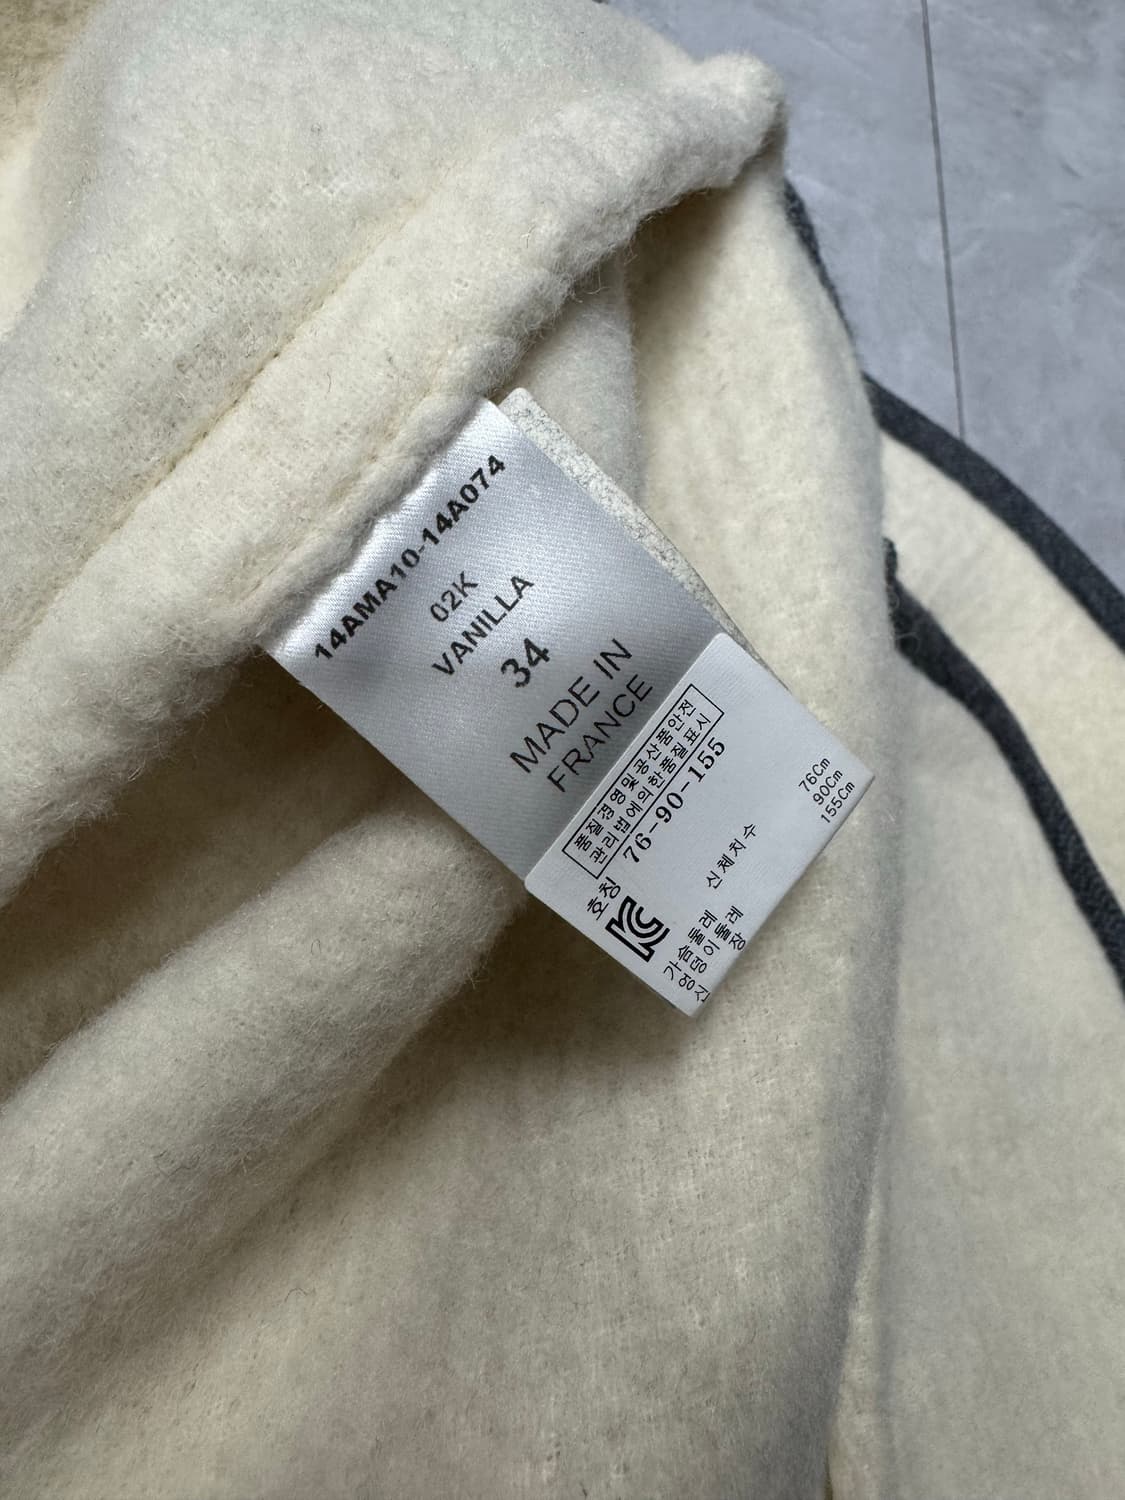 14AMA10-14A074
02K
VANILLA
34
MADE IN
FRANCE
품질경영및공산품안전
관리법에의한품질표시
호칭 76-90-155
신체치수
가슴둘레 76Cm
엉덩이둘레 90Cm
신장 155Cm